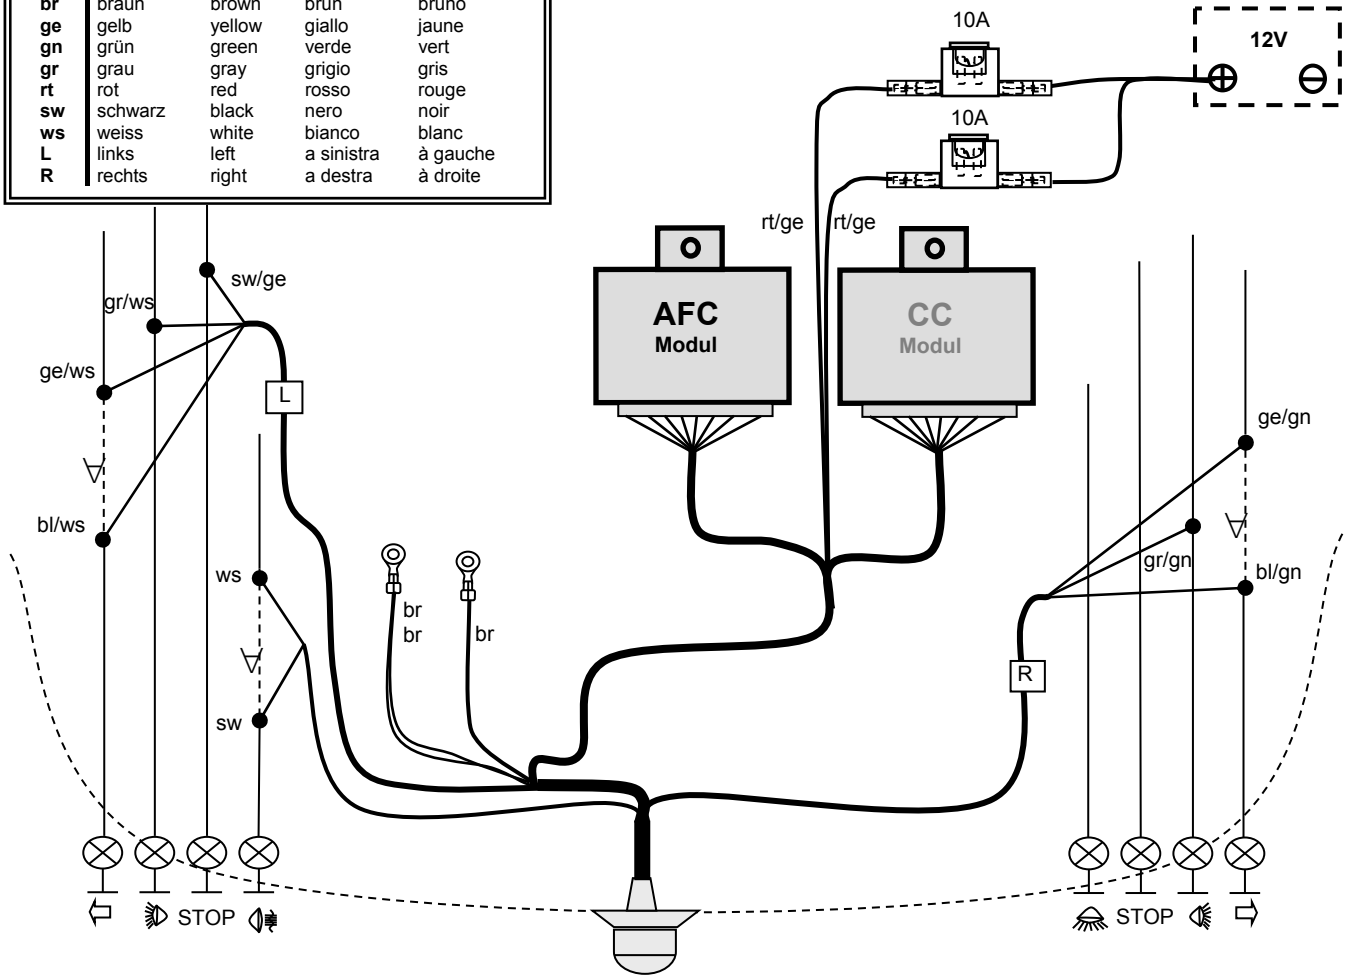 br braun brown brun bruno
ge gelb yellow giallo jaune
gn grün green verde vert
gr grau gray grigio gris
rt rot red rosso rouge
sw schwarz black nero noir
ws weiss white bianco blanc
L links left a sinistra à gauche
R rechts right a destra à droite
10A
12V
10A
rt/ge rt/ge
sw/ge
gr/ws
AFC
Modul
CC
Modul
ge/ws
L
ge/gn
bl/ws
ws
gr/gn
bl/gn
br
br
br
R
sw
STOP
STOP